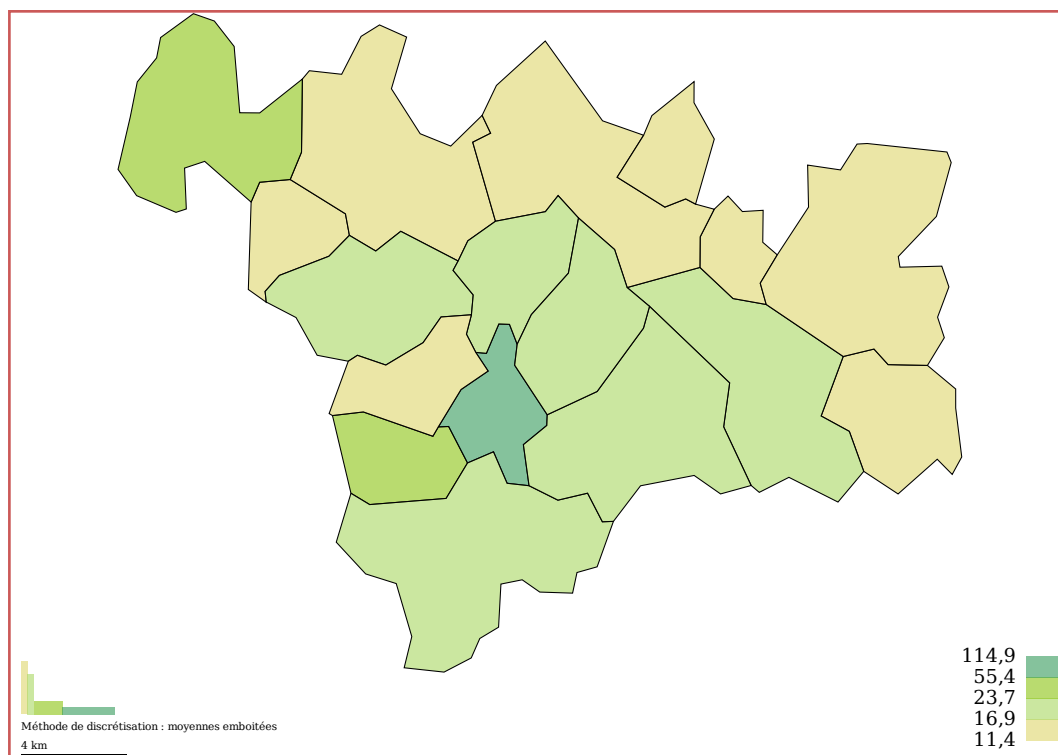 114,9
55,4
23,7
16,9
11,4
Méthode de discrétisation : moyennes emboitées
4 km